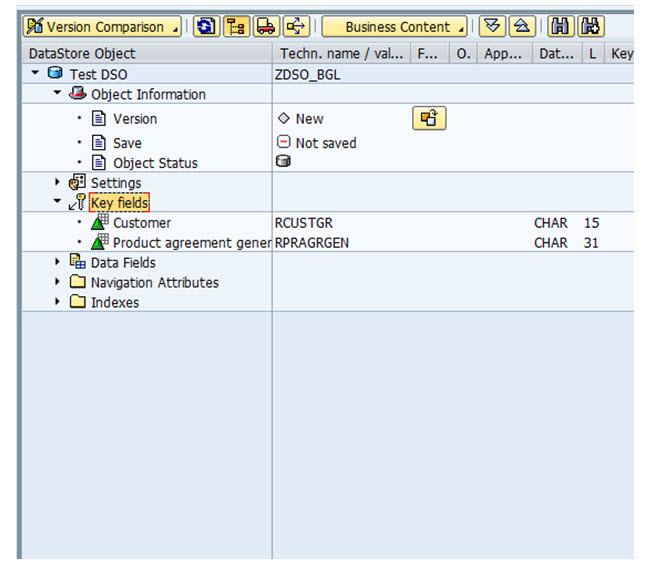 Version Comparison Business Content
DataStore Object Techn. name / val... F... O. App... Dat... L Key
Test DSO ZDSO_BGL
Object Information
Version New
Save Not saved
Object Status
Settings
Key fields
Customer RCUSTGR CHAR 15
Product agreement gener RPRAGRGEN CHAR 31
Data Fields
Navigation Attributes
Indexes